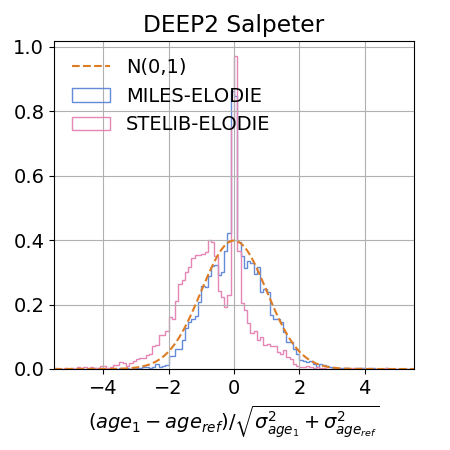 DEEP2 Salpeter
1.0
0.8
0.6
0.4
0.2
0.0
N(0,1)
MILES-ELODIE
STELIB-ELODIE
−4 −2 0 2 4
(age₁ − age_ref)/√(σ²_age₁ + σ²_age_ref)